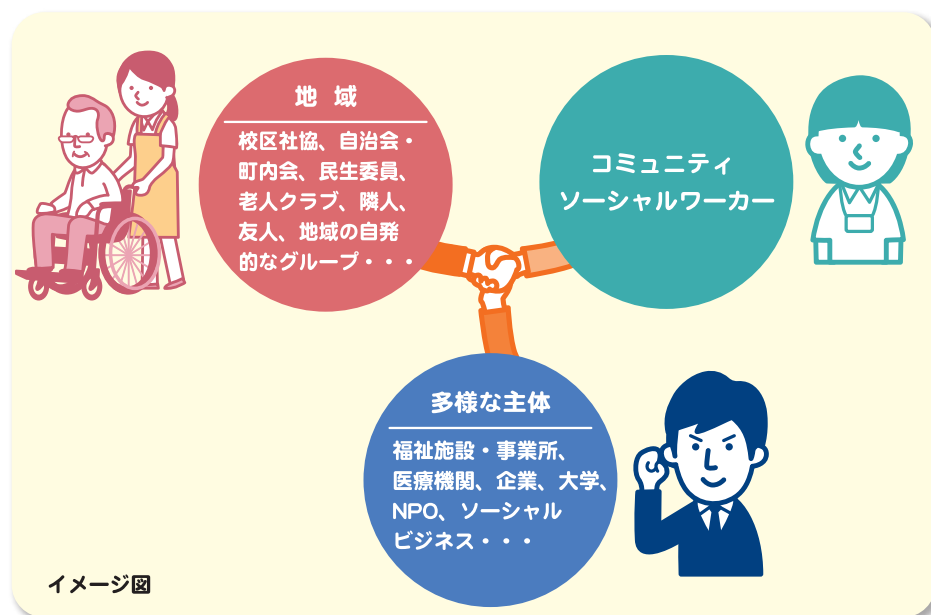 地 域
校区社協、自治会・
町内会、民生委員、
老人クラブ、隣人、
友人、地域の自発
的なグループ・・・
コミュニティ
ソーシャルワーカー
多様な主体
福祉施設・事業所、
医療機関、企業、大学、
NPO、ソーシャル
ビジネス・・・
イメージ図